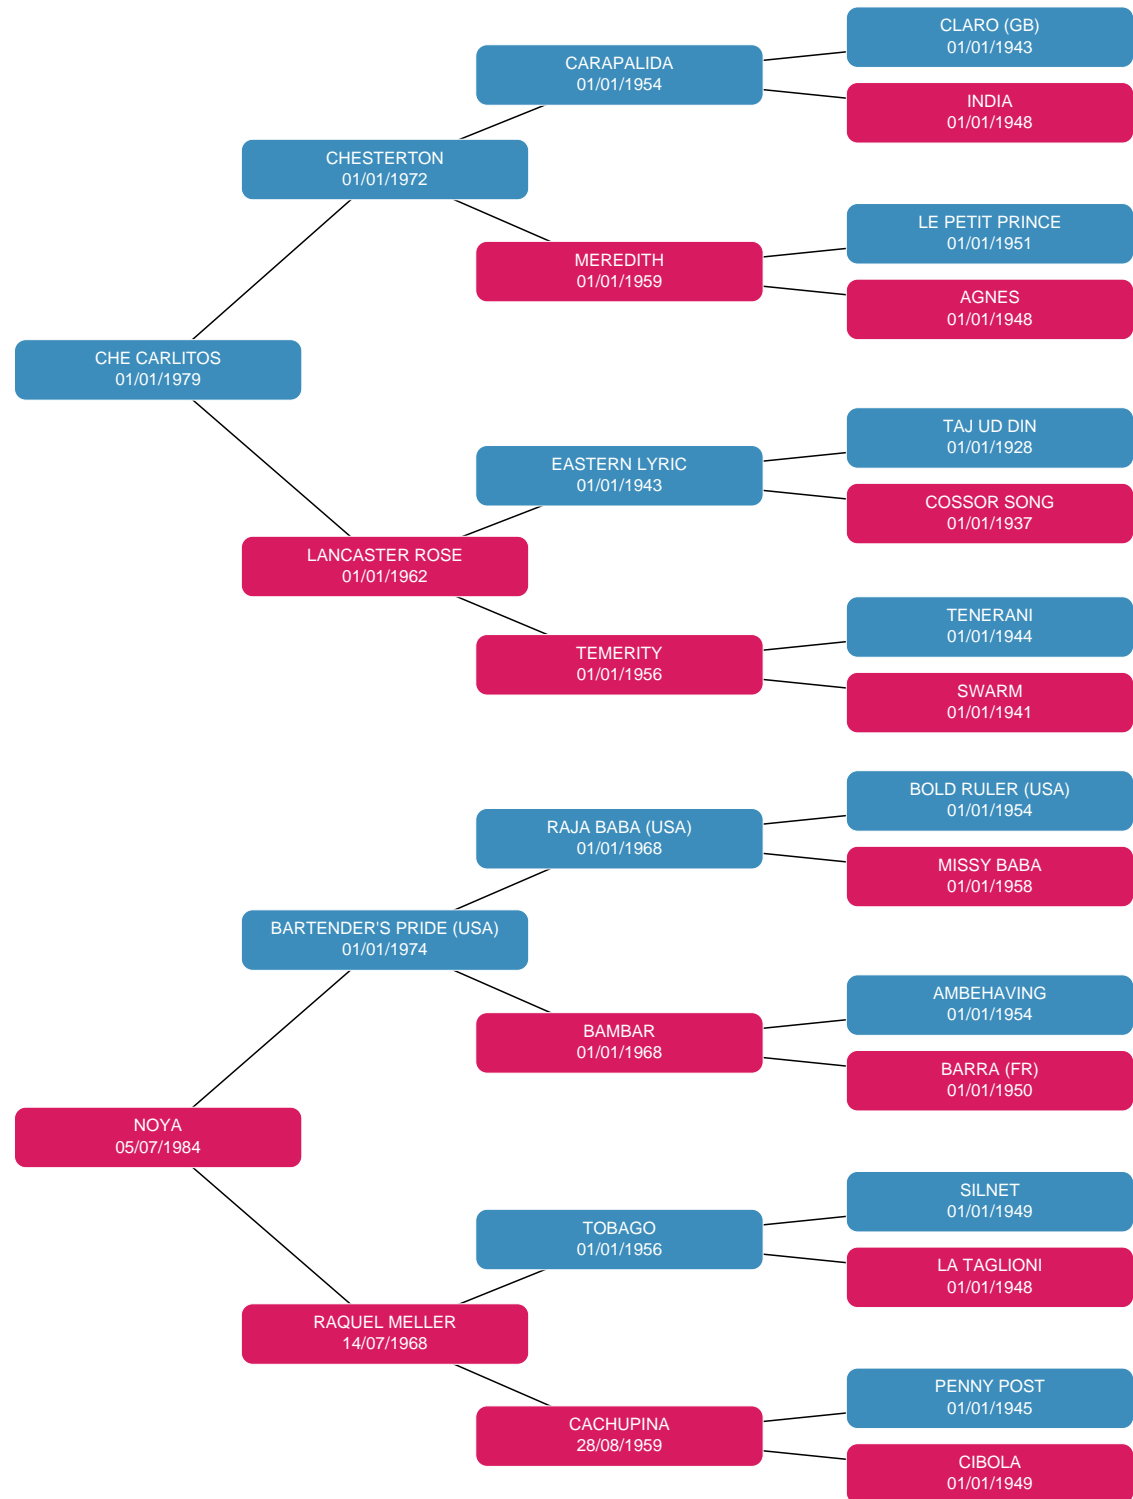 CLARO (GB)
01/01/1943
CARAPALIDA
01/01/1954
INDIA
01/01/1948
CHESTERTON
01/01/1972
LE PETIT PRINCE
01/01/1951
MEREDITH
01/01/1959
AGNES
01/01/1948
CHE CARLITOS
01/01/1979
TAJ UD DIN
01/01/1928
EASTERN LYRIC
01/01/1943
COSSOR SONG
01/01/1937
LANCASTER ROSE
01/01/1962
TENERANI
01/01/1944
TEMERITY
01/01/1956
SWARM
01/01/1941
BOLD RULER (USA)
01/01/1954
RAJA BABA (USA)
01/01/1968
MISSY BABA
01/01/1958
BARTENDER'S PRIDE (USA)
01/01/1974
AMBEHAVING
01/01/1954
BAMBAR
01/01/1968
BARRA (FR)
01/01/1950
NOYA
05/07/1984
SILNET
01/01/1949
TOBAGO
01/01/1956
LA TAGLIONI
01/01/1948
RAQUEL MELLER
14/07/1968
PENNY POST
01/01/1945
CACHUPINA
28/08/1959
CIBOLA
01/01/1949